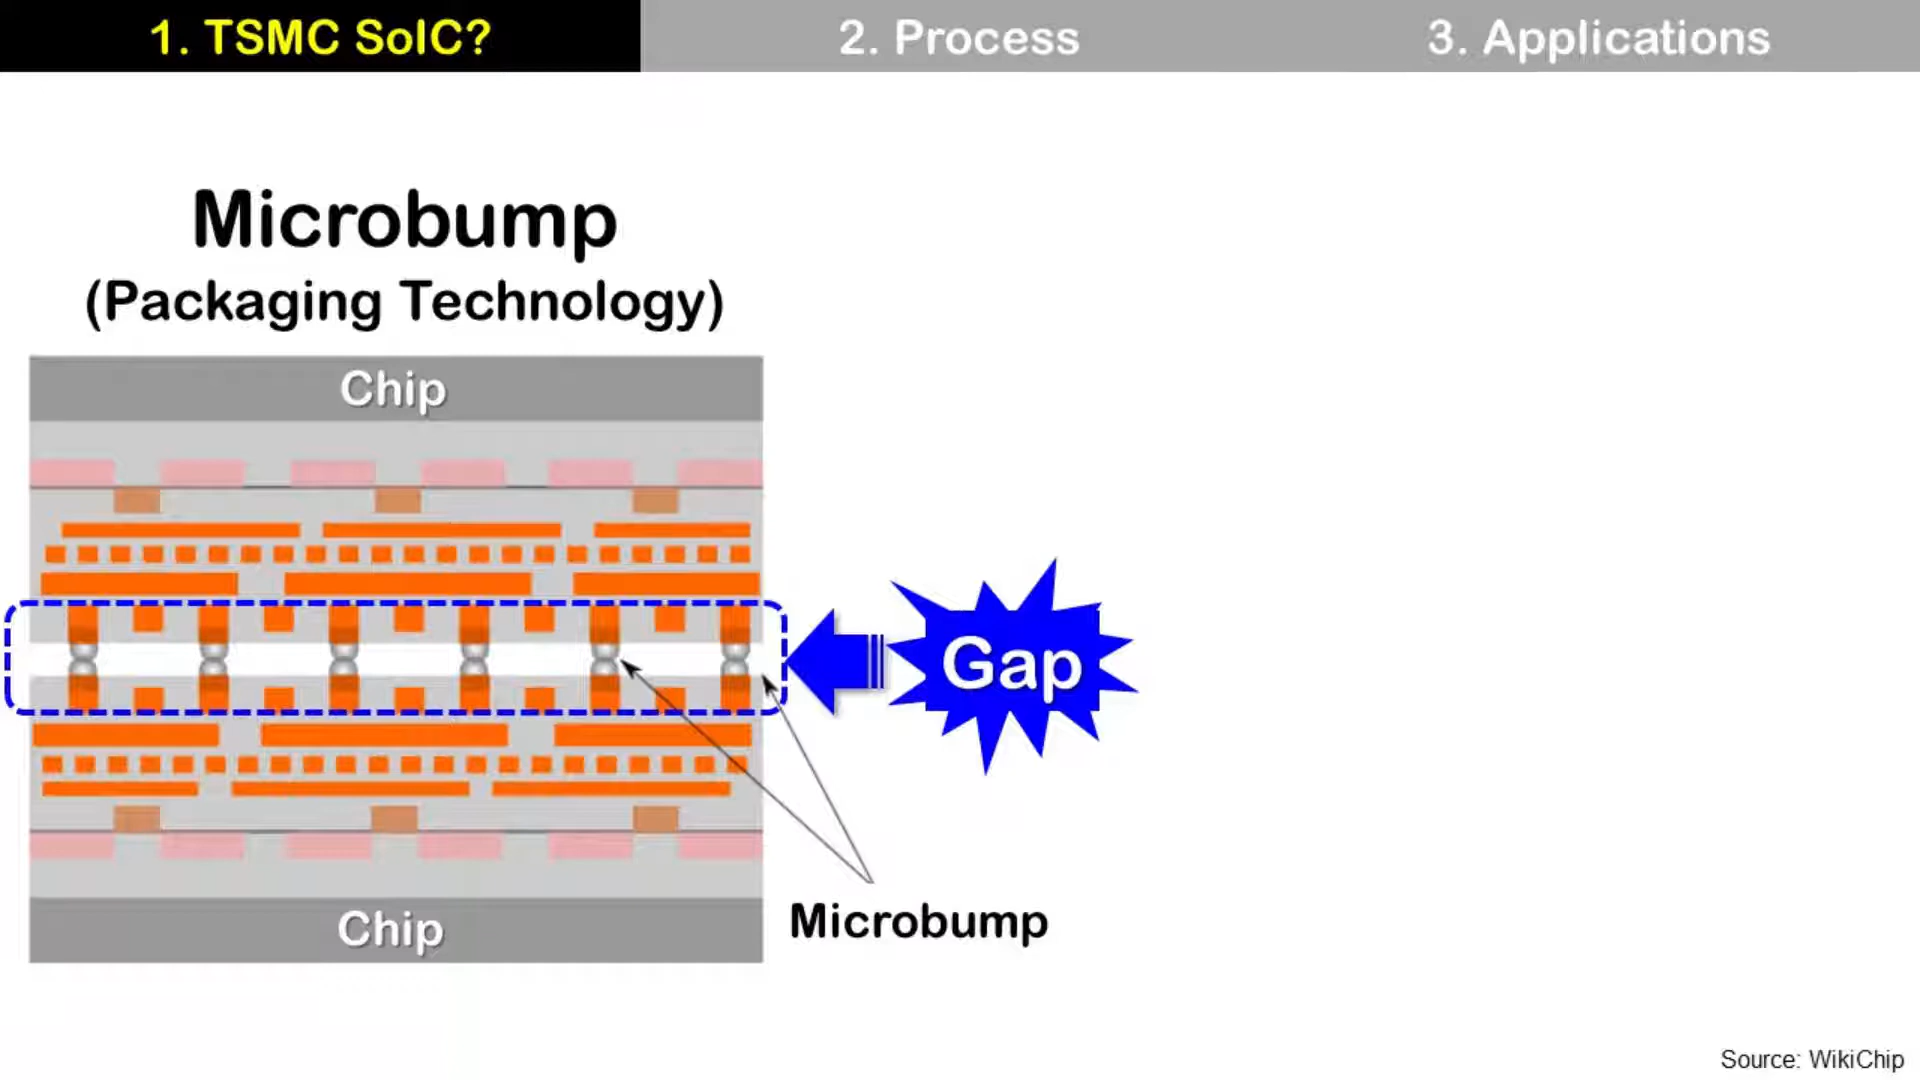 1. TSMC SoIC?
2. Process
3. Applications
Microbump
(Packaging Technology)
Chip
Gap
Chip
Microbump
Source: WikiChip